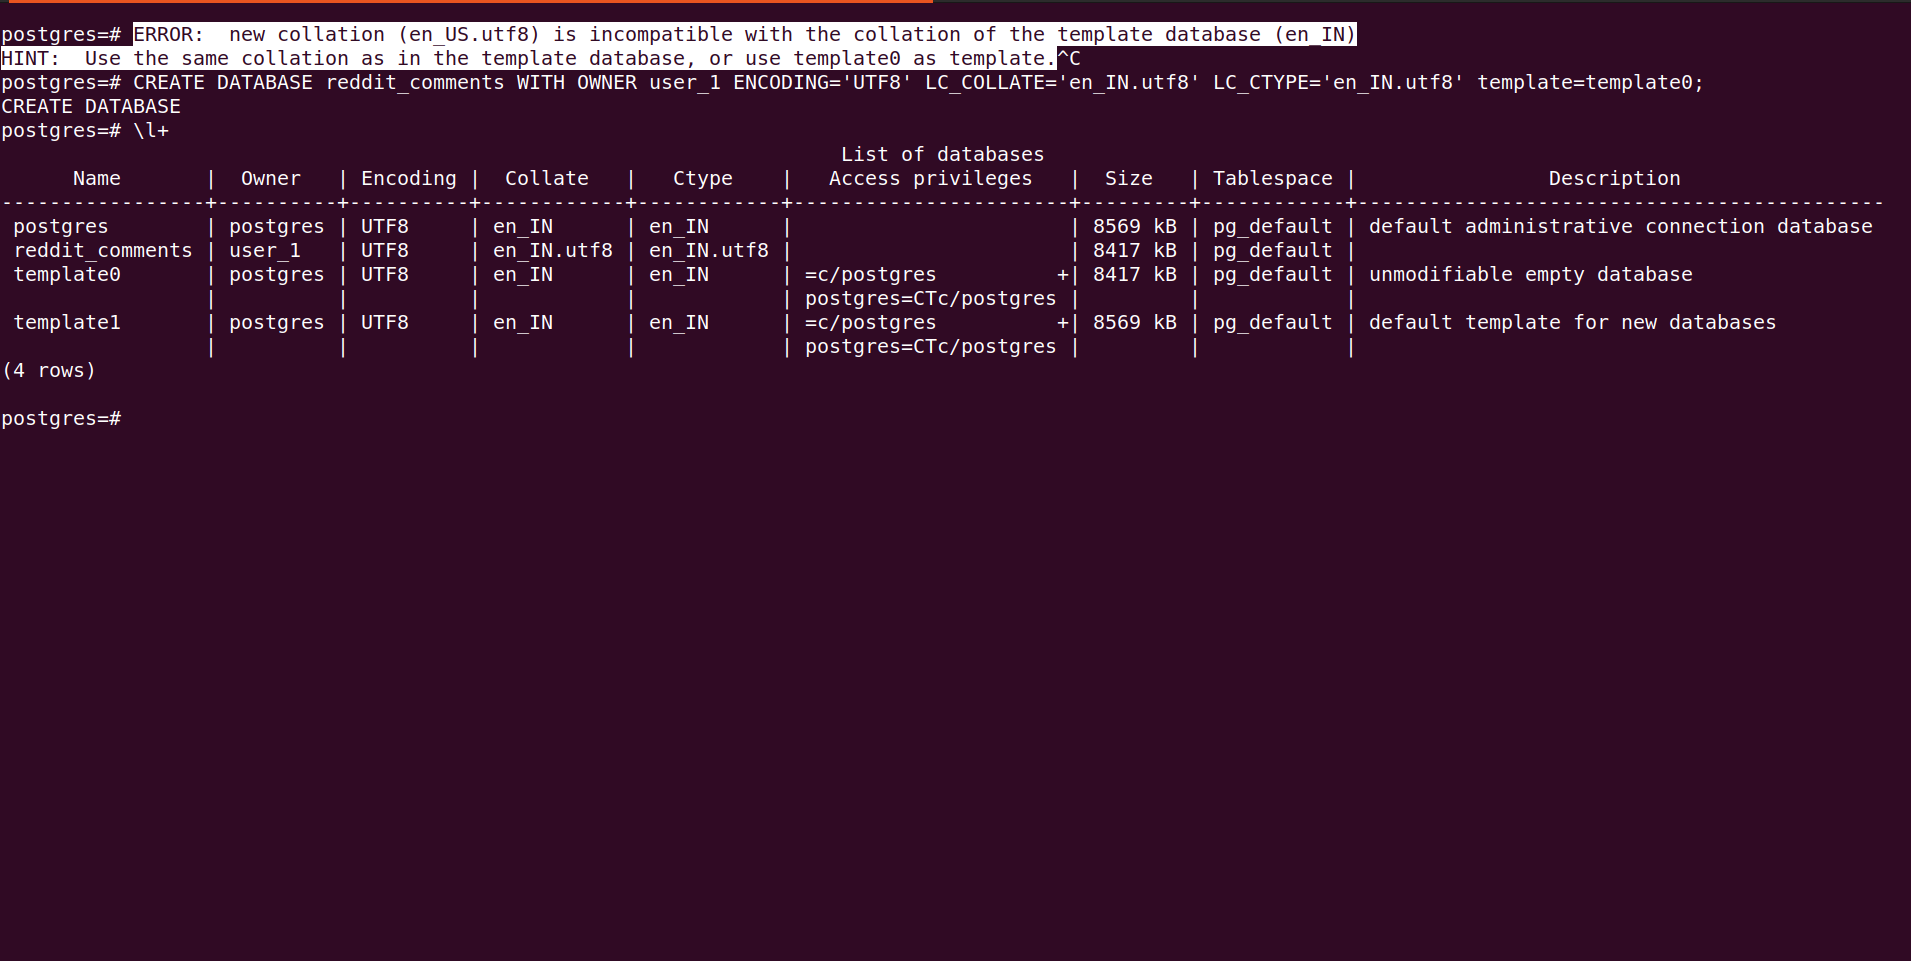 postgres=# ERROR:  new collation (en_US.utf8) is incompatible with the collation of the template database (en_IN)
HINT:  Use the same collation as in the template database, or use template0 as template.^C
postgres=# CREATE DATABASE reddit_comments WITH OWNER user_1 ENCODING='UTF8' LC_COLLATE='en_IN.utf8' LC_CTYPE='en_IN.utf8' template=template0;
CREATE DATABASE
postgres=# \l+
                                                                      List of databases
      Name       |  Owner   | Encoding |  Collate   |   Ctype    |   Access privileges   |  Size   | Tablespace |                Description
-----------------+----------+----------+------------+------------+-----------------------+---------+------------+--------------------------------------------
 postgres        | postgres | UTF8     | en_IN      | en_IN      |                       | 8569 kB | pg_default | default administrative connection database
 reddit_comments | user_1   | UTF8     | en_IN.utf8 | en_IN.utf8 |                       | 8417 kB | pg_default |
 template0       | postgres | UTF8     | en_IN      | en_IN      | =c/postgres          +| 8417 kB | pg_default | unmodifiable empty database
                 |          |          |            |            | postgres=CTc/postgres |         |            |
 template1       | postgres | UTF8     | en_IN      | en_IN      | =c/postgres          +| 8569 kB | pg_default | default template for new databases
                 |          |          |            |            | postgres=CTc/postgres |         |            |
(4 rows)
postgres=#